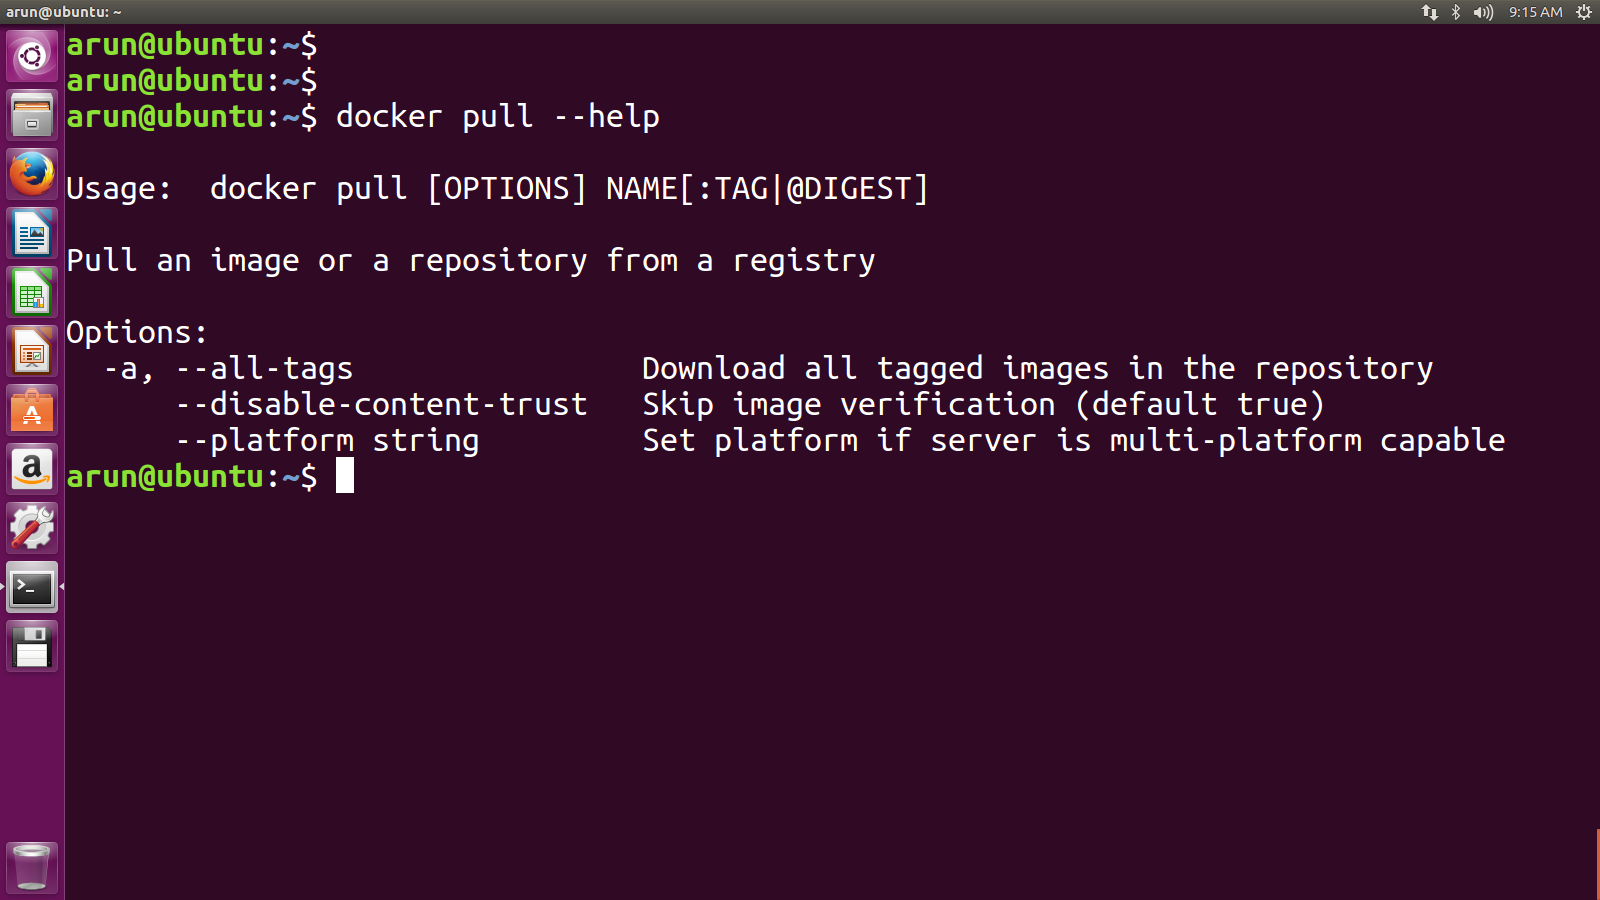 arun@ubuntu: ~
9:15 AM
arun@ubuntu:~$
arun@ubuntu:~$
arun@ubuntu:~$ docker pull --help
Usage:  docker pull [OPTIONS] NAME[:TAG|@DIGEST]
Pull an image or a repository from a registry
Options:
  -a, --all-tags                Download all tagged images in the repository
      --disable-content-trust   Skip image verification (default true)
      --platform string         Set platform if server is multi-platform capable
arun@ubuntu:~$